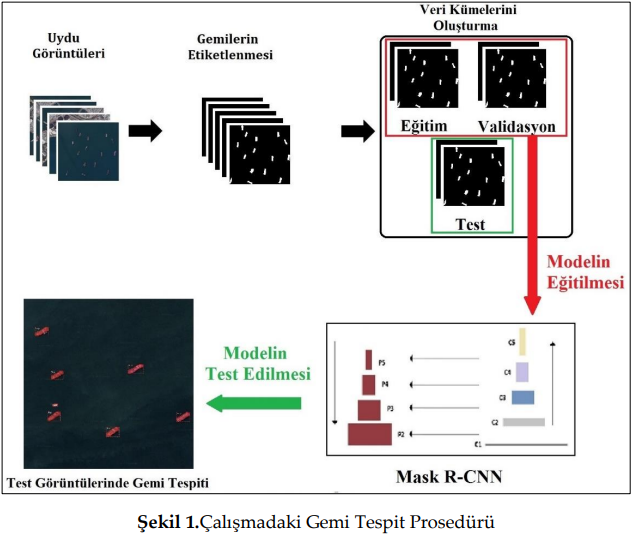 Uydu
Görüntüleri
Gemilerin
Etiketlenmesi
Veri Kümelerini
Oluşturma
Eğitim
Validasyon
Test
Modelin
Eğitilmesi
C5
C4
C3
C2
C1
P5
P4
P3
P2
Mask R-CNN
Modelin
Test Edilmesi
Test Görüntülerinde Gemi Tespiti
Şekil 1.Çalışmadaki Gemi Tespit Prosedürü